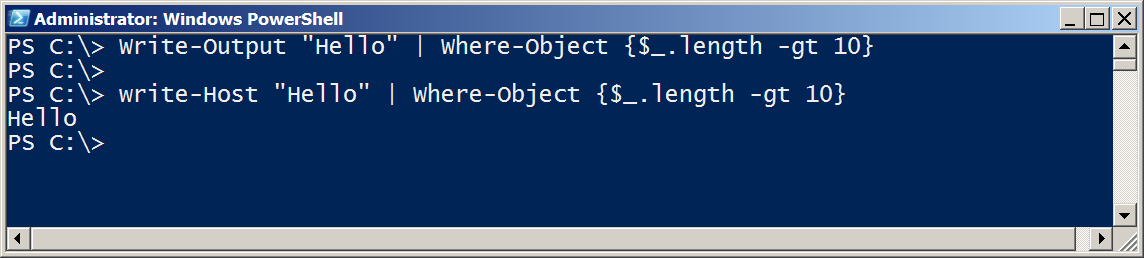 Administrator: Windows PowerShell
PS C:\> Write-Output "Hello" | Where-Object {$_.length -gt 10}
PS C:\>
PS C:\> write-Host "Hello" | Where-Object {$_.length -gt 10}
Hello
PS C:\>